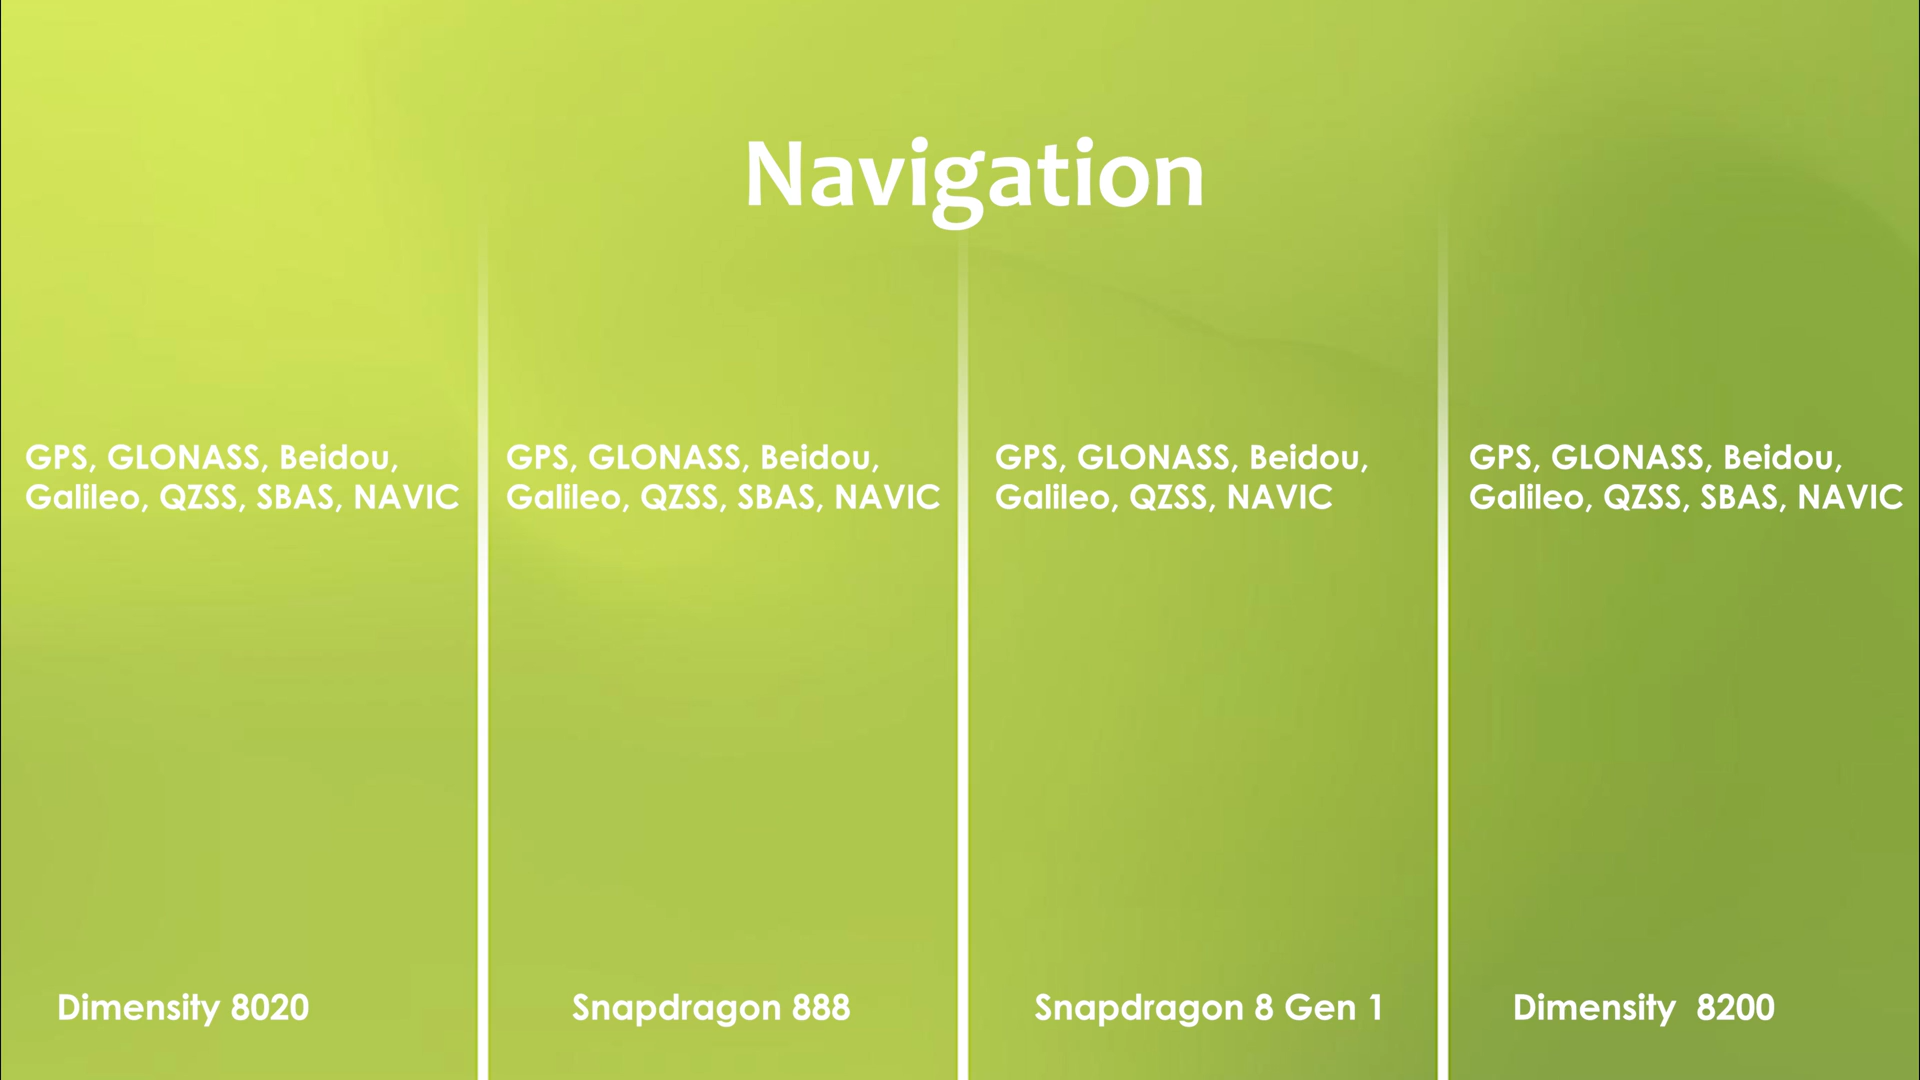 Navigation
GPS, GLONASS, Beidou,
Galileo, QZSS, SBAS, NAVIC
GPS, GLONASS, Beidou,
Galileo, QZSS, SBAS, NAVIC
GPS, GLONASS, Beidou,
Galileo, QZSS, NAVIC
GPS, GLONASS, Beidou,
Galileo, QZSS, SBAS, NAVIC
Dimensity 8020
Snapdragon 888
Snapdragon 8 Gen 1
Dimensity  8200